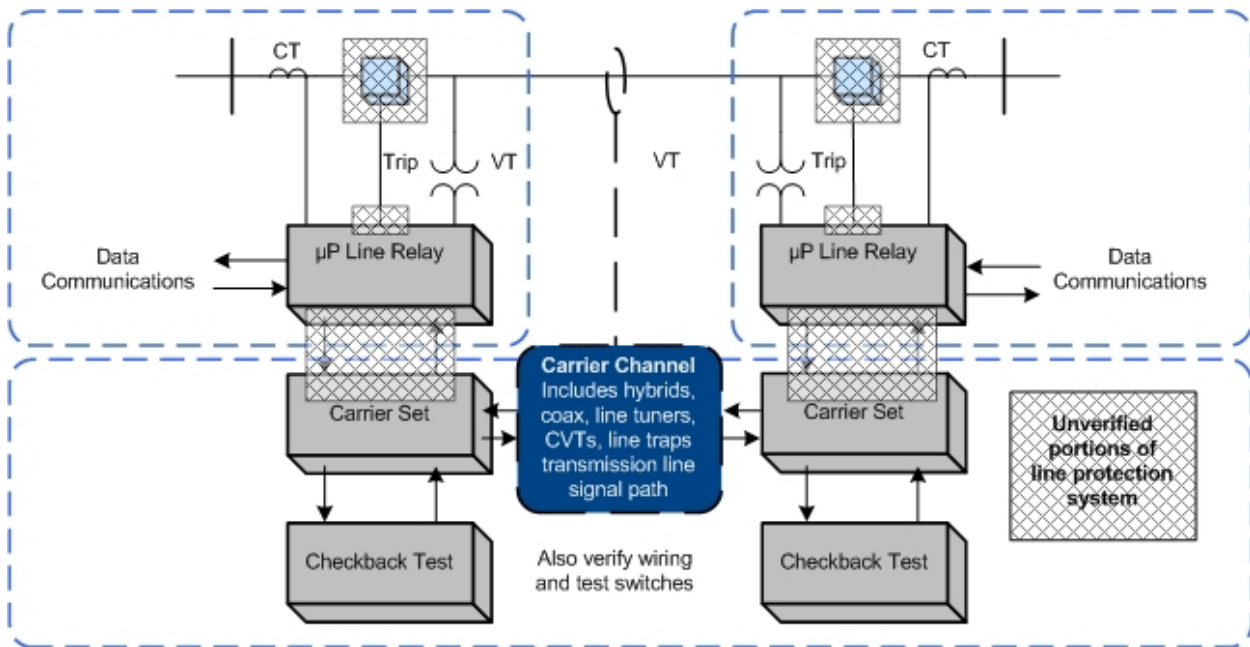 CT
CT
Trip
VT
VT
Trip
µP Line Relay
µP Line Relay
Data
Communications
Data
Communications
Carrier Channel
Includes hybrids,
coax, line tuners,
CVTs, line traps
transmission line
signal path
Carrier Set
Carrier Set
Unverified
portions of
line protection
system
Checkback Test
Also verify wiring
and test switches
Checkback Test